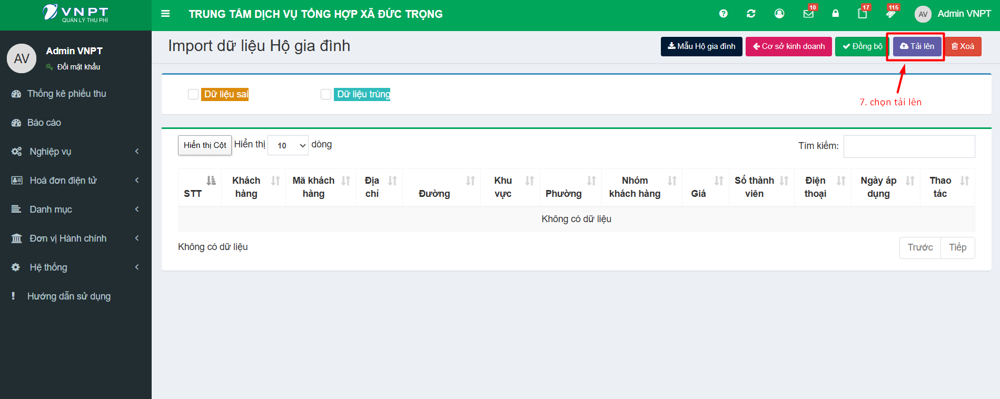 VNPT
QUẢN LÝ THU PHÍ
TRUNG TÂM DỊCH VỤ TỔNG HỢP XÃ ĐỨC TRỌNG
10
17
115
AV
Admin VNPT
AV
Admin VNPT
Đổi mật khẩu
Thống kê phiếu thu
Báo cáo
Nghiệp vụ
Hoá đơn điện tử
Danh mục
Đơn vị Hành chính
Hệ thống
Hướng dẫn sử dụng
Import dữ liệu Hộ gia đình
Mẫu Hộ gia đình
Cơ sở kinh doanh
Đồng bộ
Tải lên
Xoá
7. chọn tải lên
Dữ liệu sai
Dữ liệu trùng
Hiển thị Cột
Hiển thị 10 dòng
Tìm kiếm:
STT
Khách
hàng
Mã khách
hàng
Địa
chỉ
Đường
Khu
vực
Phường
Nhóm
khách hàng
Giá
Số thành
viên
Điện
thoại
Ngày áp
dụng
Thao
tác
Không có dữ liệu
Không có dữ liệu
Trước
Tiếp